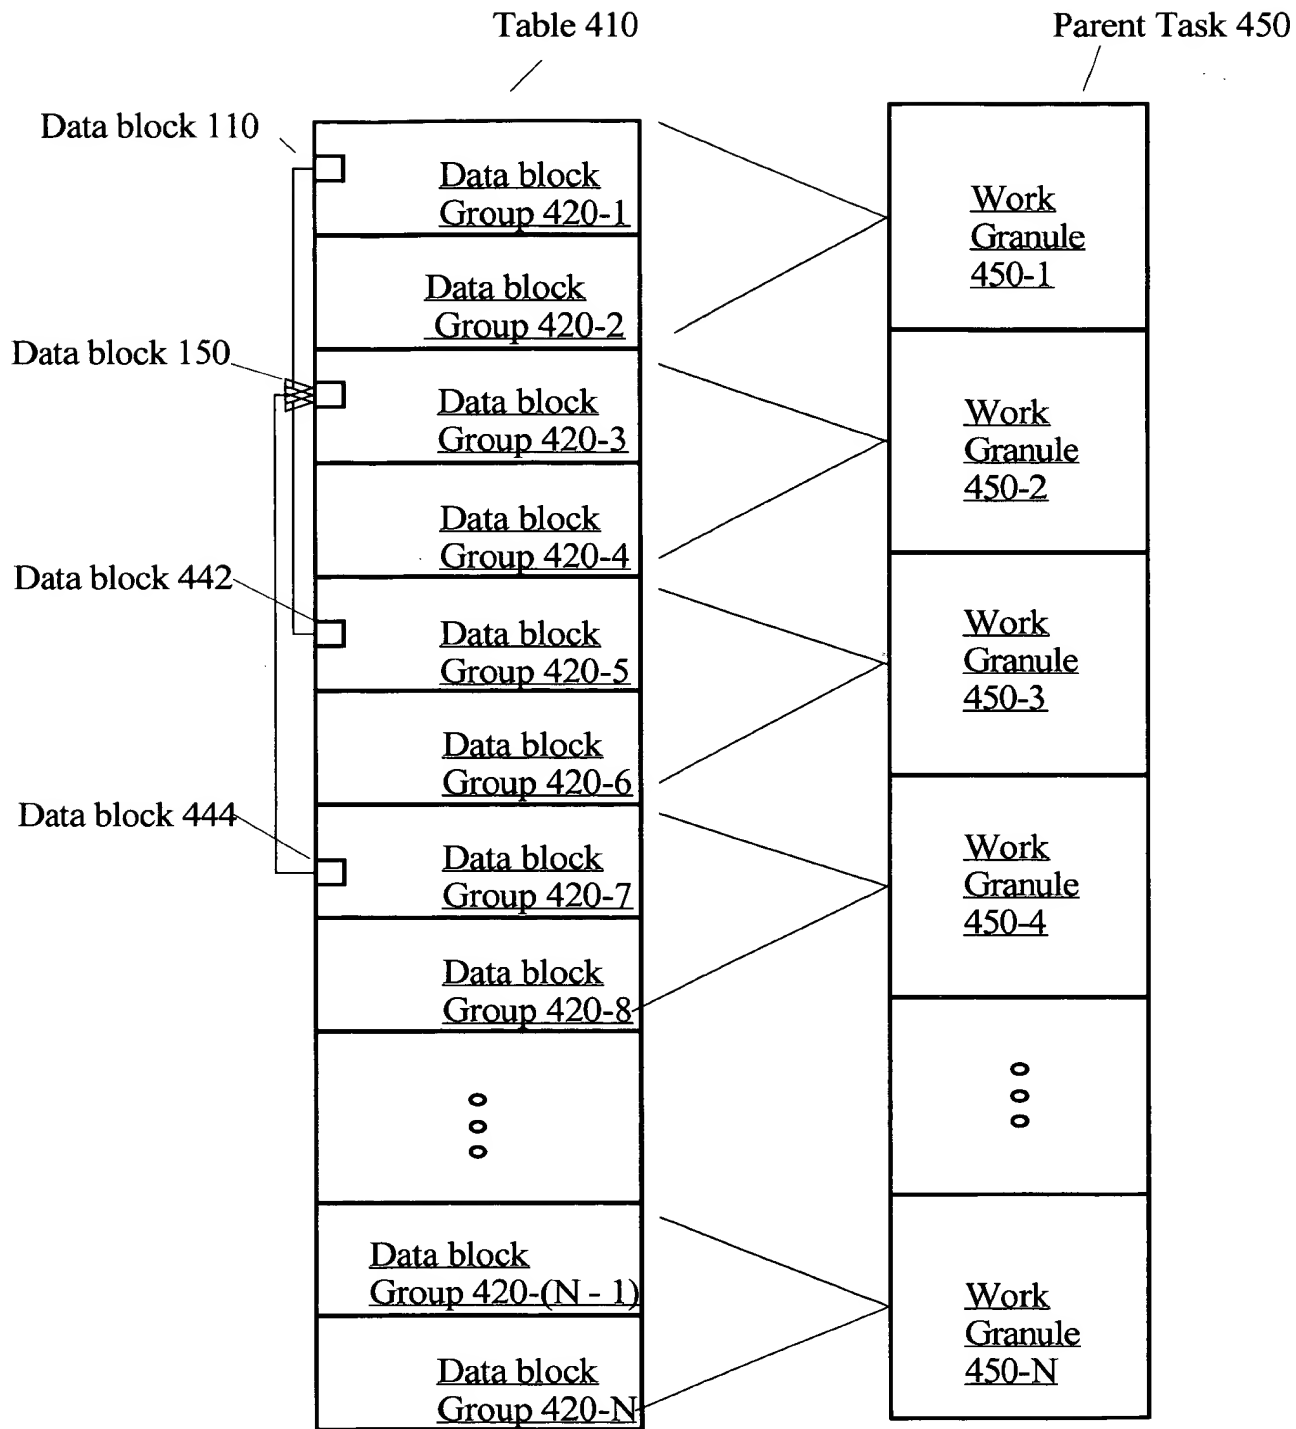 Table 410
Parent Task 450
Data block 110
Data block
Group 420-1
Work
Granule
450-1
Data block
Group 420-2
Data block 150
Data block
Group 420-3
Work
Granule
450-2
Data block
Group 420-4
Data block 442
Data block
Group 420-5
Work
Granule
450-3
Data block
Group 420-6
Data block 444
Data block
Group 420-7
Work
Granule
450-4
Data block
Group 420-8
Data block
Group 420-(N - 1)
Work
Granule
450-N
Data block
Group 420-N